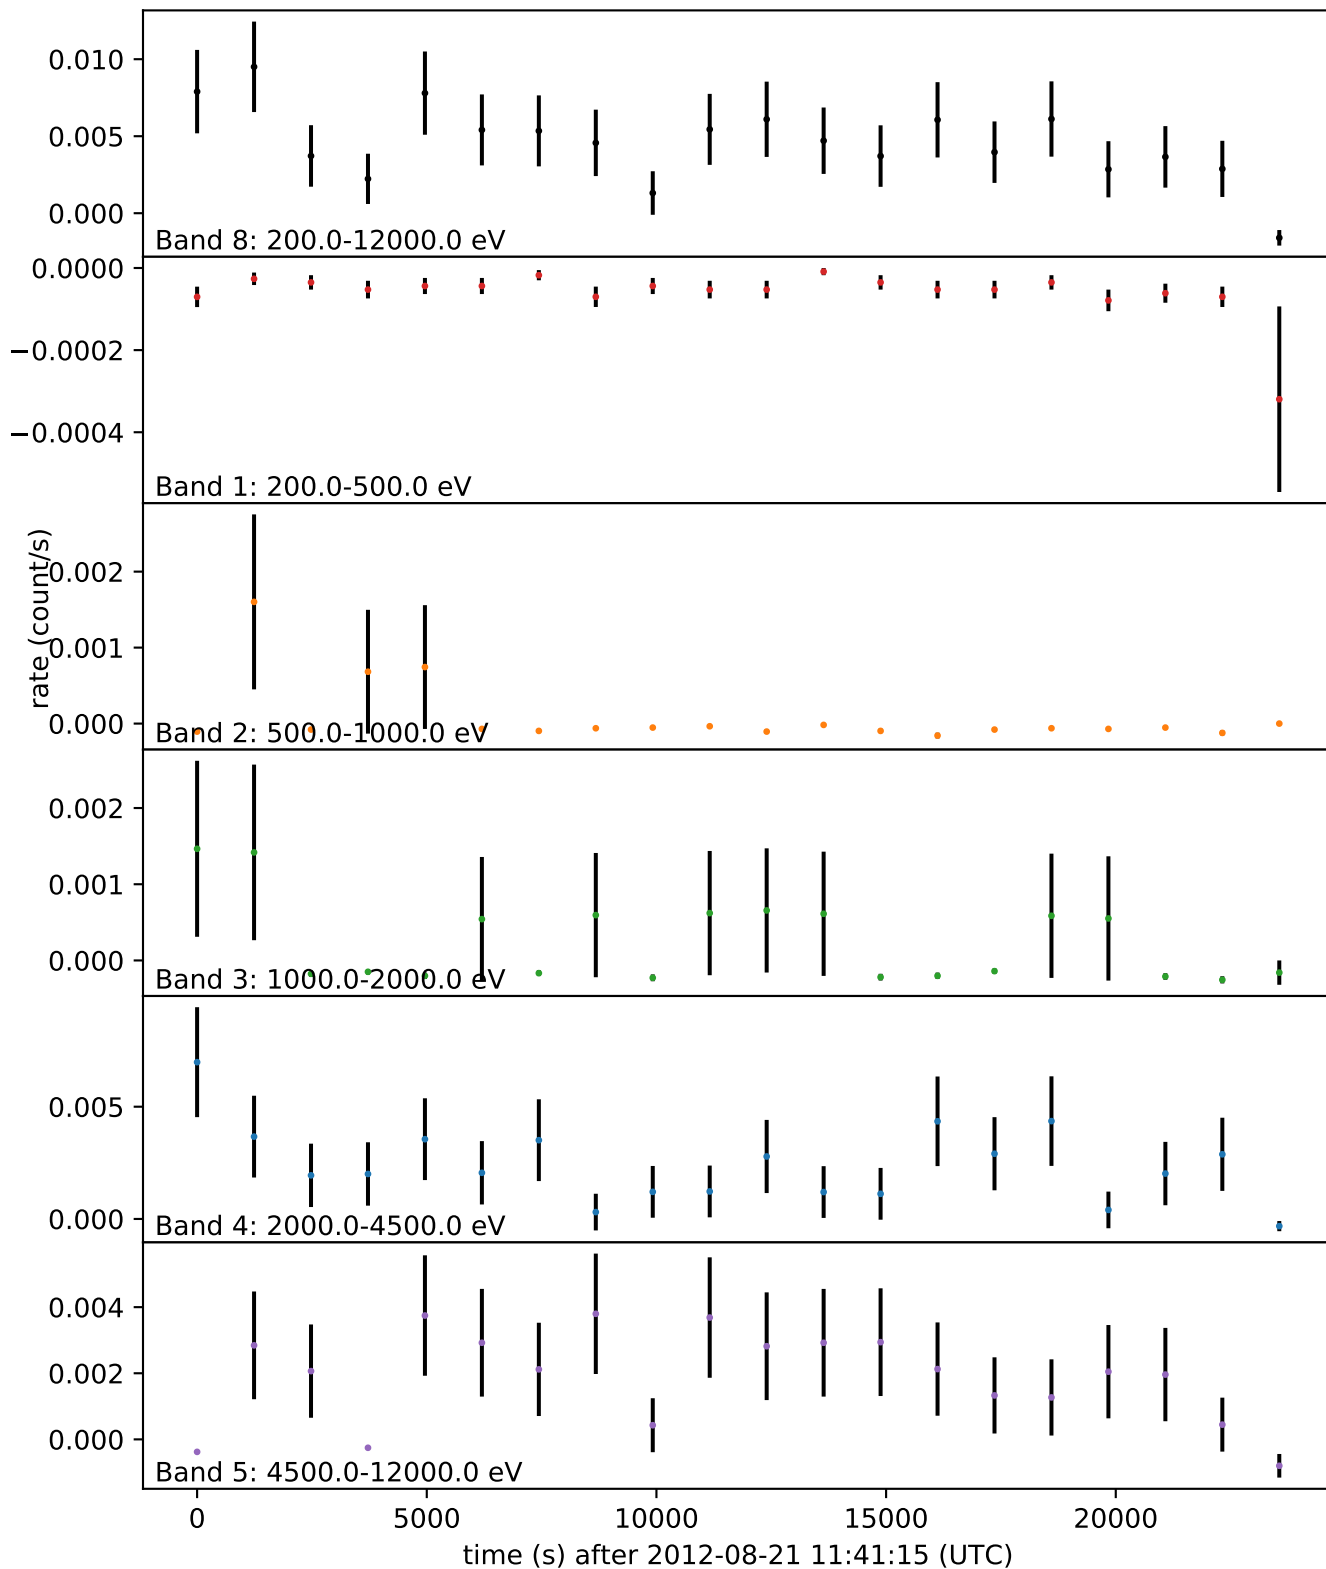 0.010
0.005
0.000
Band 8: 200.0-12000.0 eV
0.0000
−0.0002
−0.0004
Band 1: 200.0-500.0 eV
rate (count/s)
0.002
0.001
0.000
Band 2: 500.0-1000.0 eV
0.002
0.001
0.000
Band 3: 1000.0-2000.0 eV
0.005
0.000
Band 4: 2000.0-4500.0 eV
0.004
0.002
0.000
Band 5: 4500.0-12000.0 eV
0 5000 10000 15000 20000
time (s) after 2012-08-21 11:41:15 (UTC)